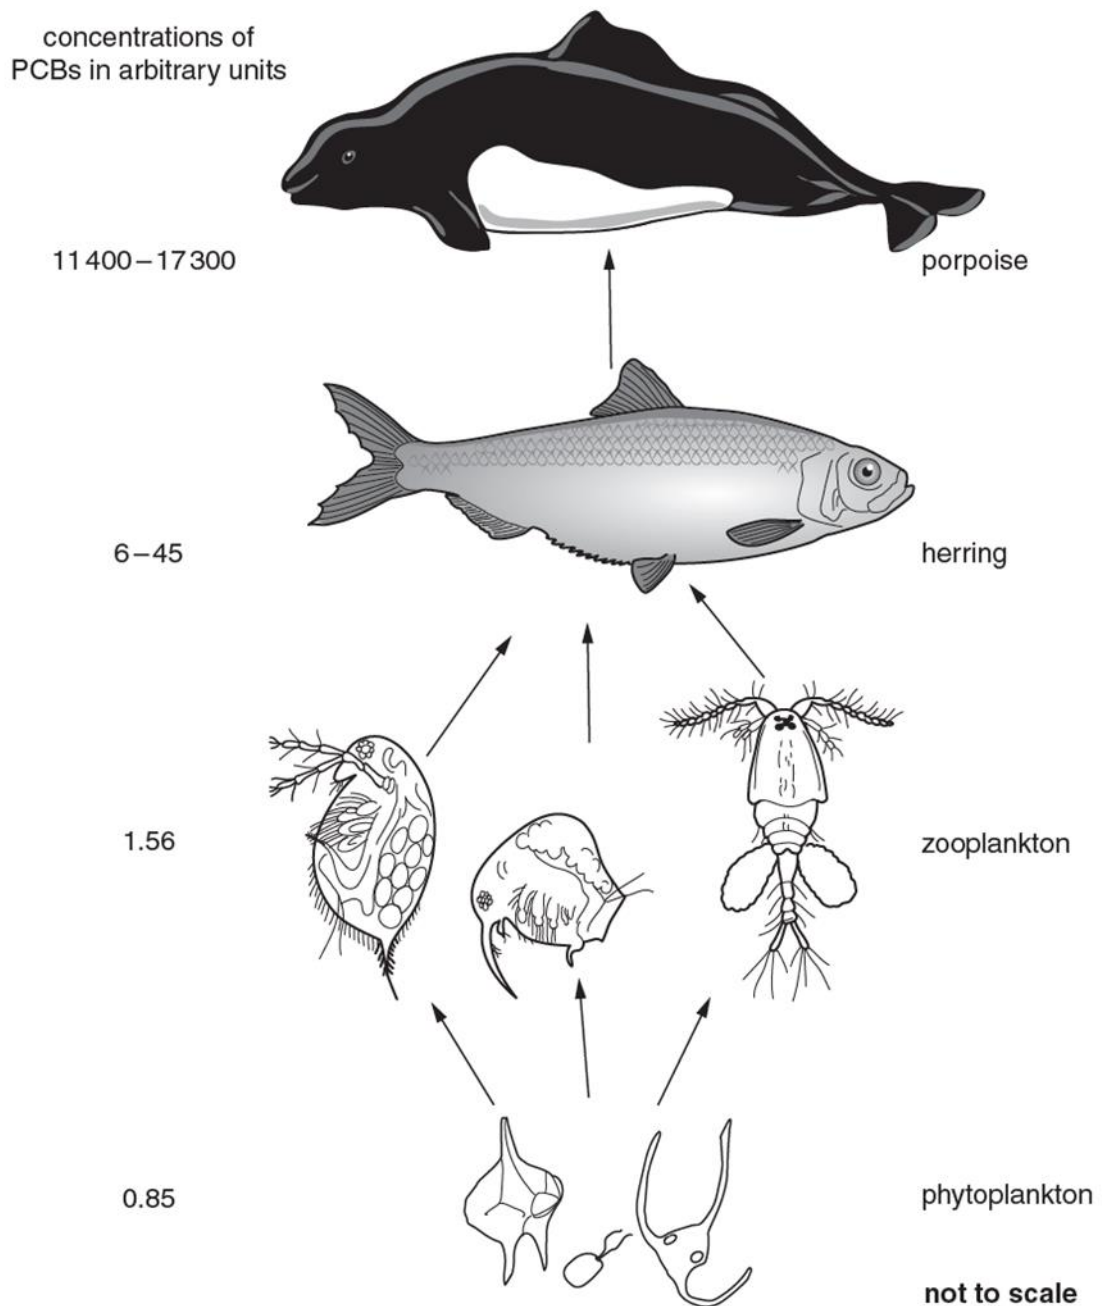 concentrations of
PCBs in arbitrary units
11 400 – 17 300
porpoise
6 – 45
herring
1.56
zooplankton
0.85
phytoplankton
not to scale